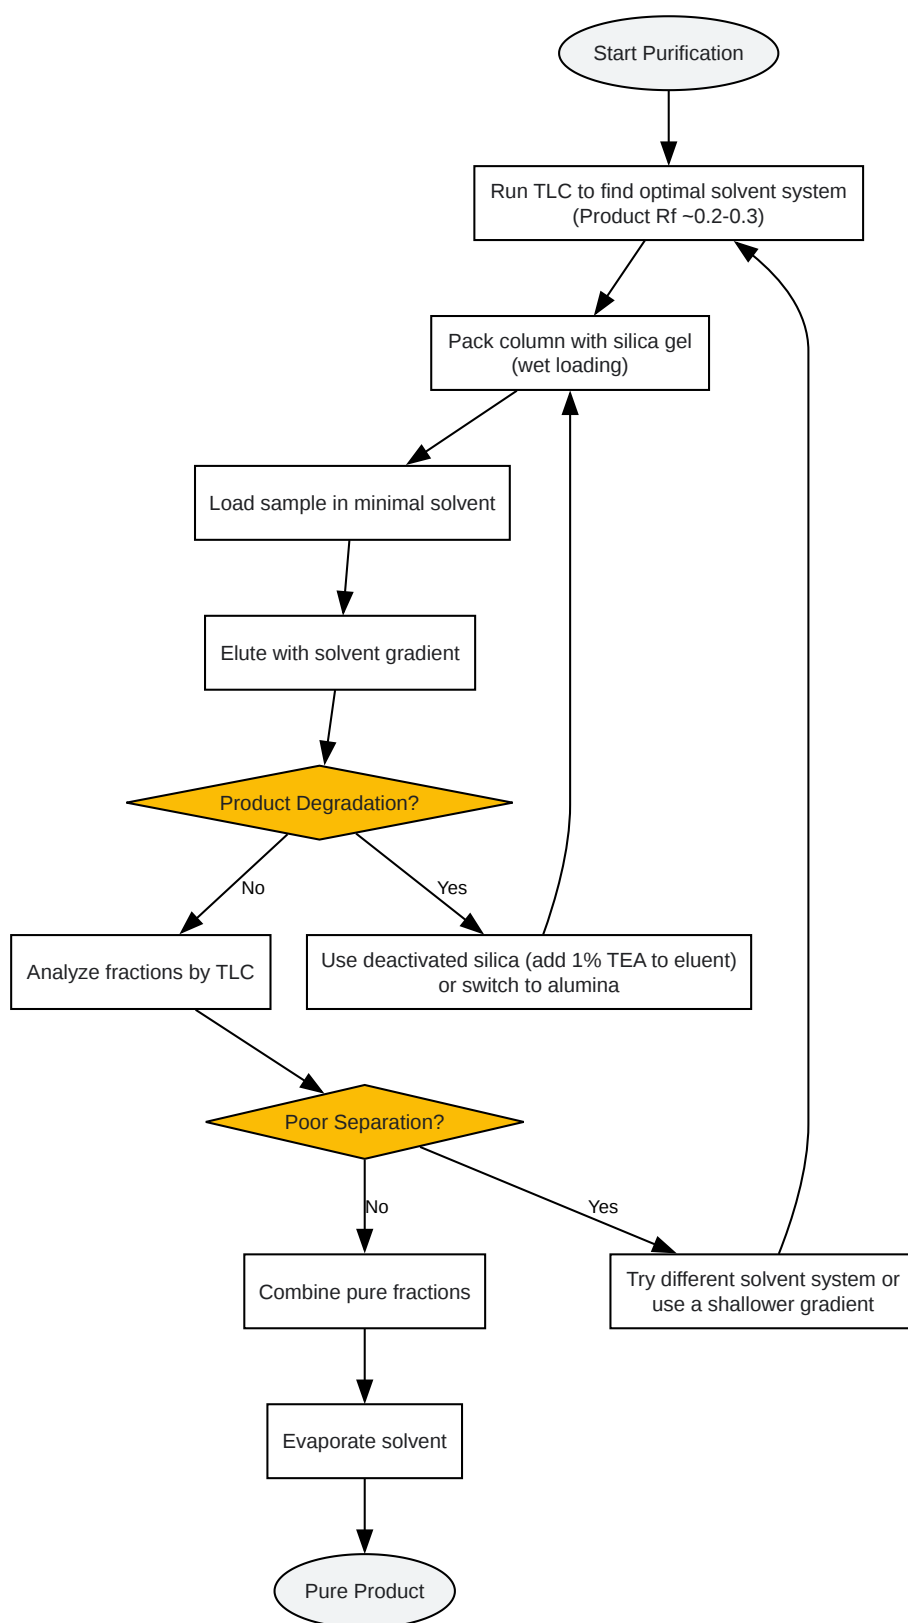 Start Purification
Run TLC to find optimal solvent system
(Product Rf ~0.2-0.3)
Pack column with silica gel
(wet loading)
Load sample in minimal solvent
Elute with solvent gradient
Product Degradation?
No
Yes
Analyze fractions by TLC
Use deactivated silica (add 1% TEA to eluent)
or switch to alumina
Poor Separation?
No
Yes
Combine pure fractions
Try different solvent system or
use a shallower gradient
Evaporate solvent
Pure Product